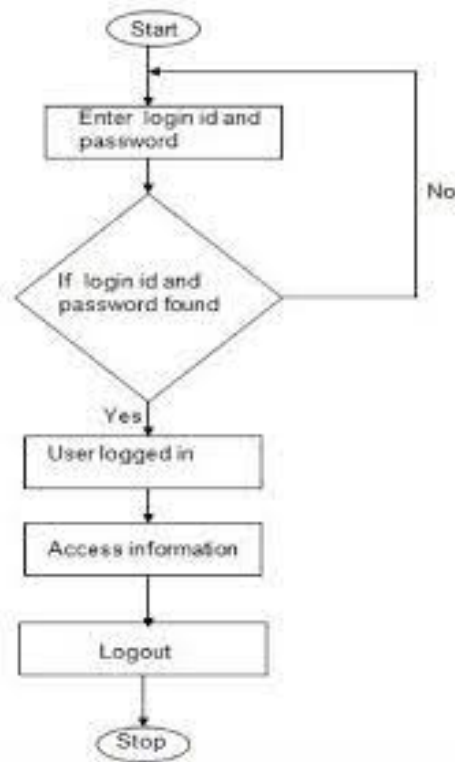 Start
Enter login id and
password
If login id and
password found
No
Yes
User logged in
Access information
Logout
Stop